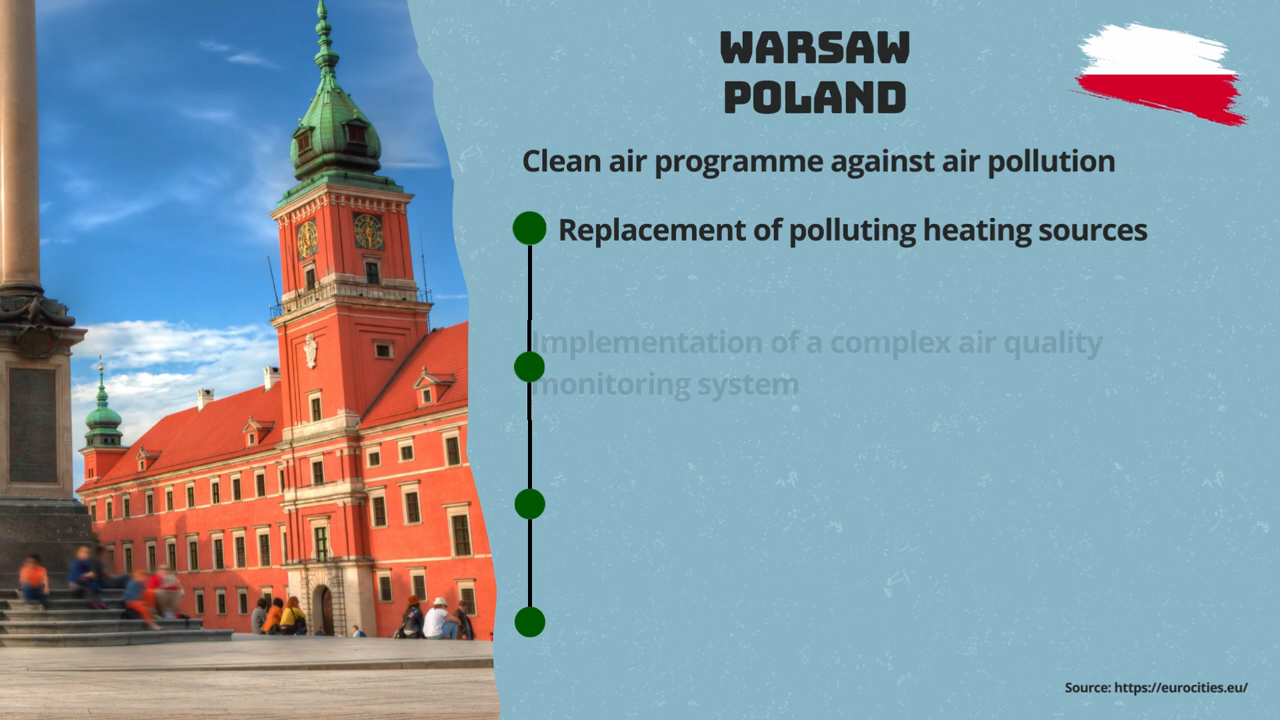 WARSAW
POLAND
Clean air programme against air pollution
Replacement of polluting heating sources
Implementation of a complex air quality
monitoring system
Source: https://eurocities.eu/